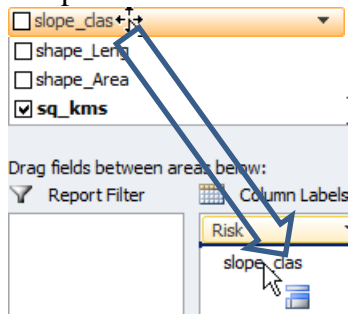 slope_clas
shape_Leng
shape_Area
sq_kms
Drag fields between areas below:
Report Filter
Column Labels
Risk
slope_clas